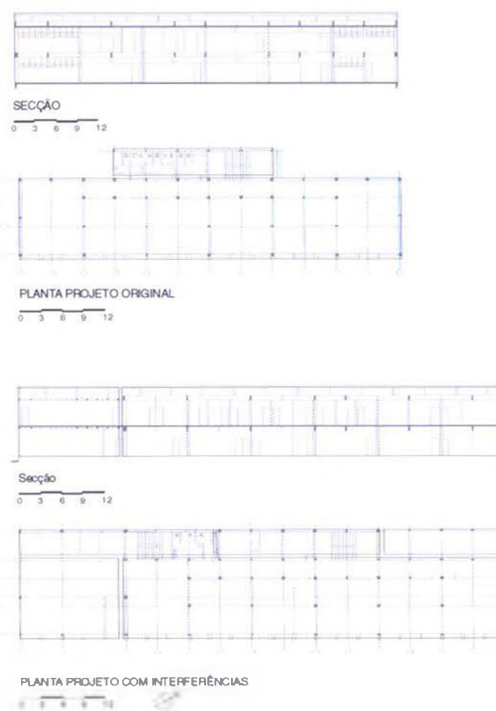 SECÇÃO
0 3 6 9 12
PLANTA PROJETO ORIGINAL
0 3 6 9 12
Secção
0 3 6 9 12
PLANTA PROJETO COM INTERFERÊNCIAS